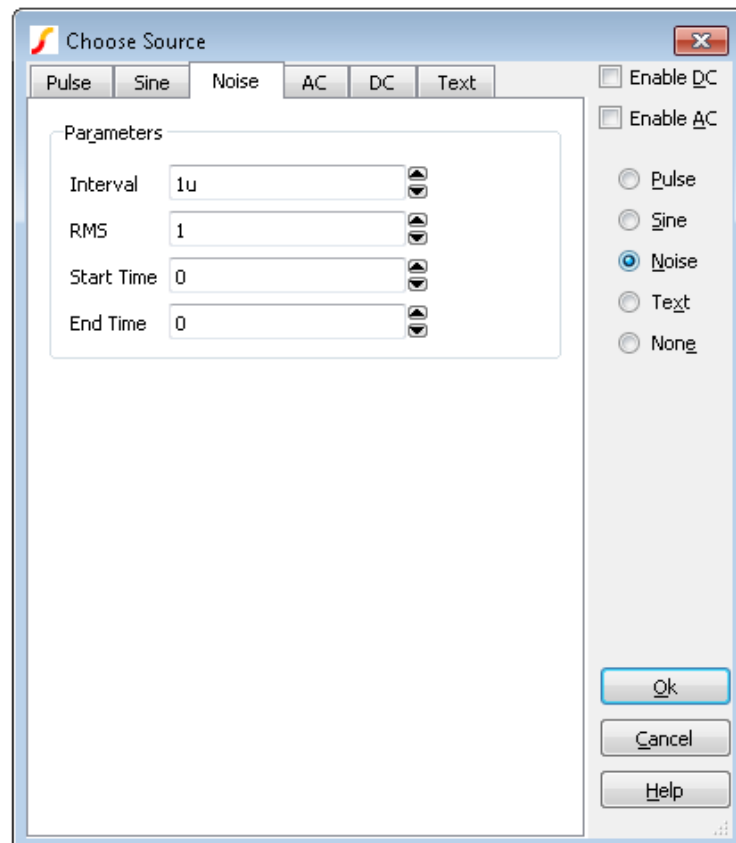 Choose Source
Pulse Sine Noise AC DC Text
Enable DC
Enable AC
Parameters
Interval 1u
RMS 1
Start Time 0
End Time 0
Pulse
Sine
Noise
Text
None
Ok
Cancel
Help